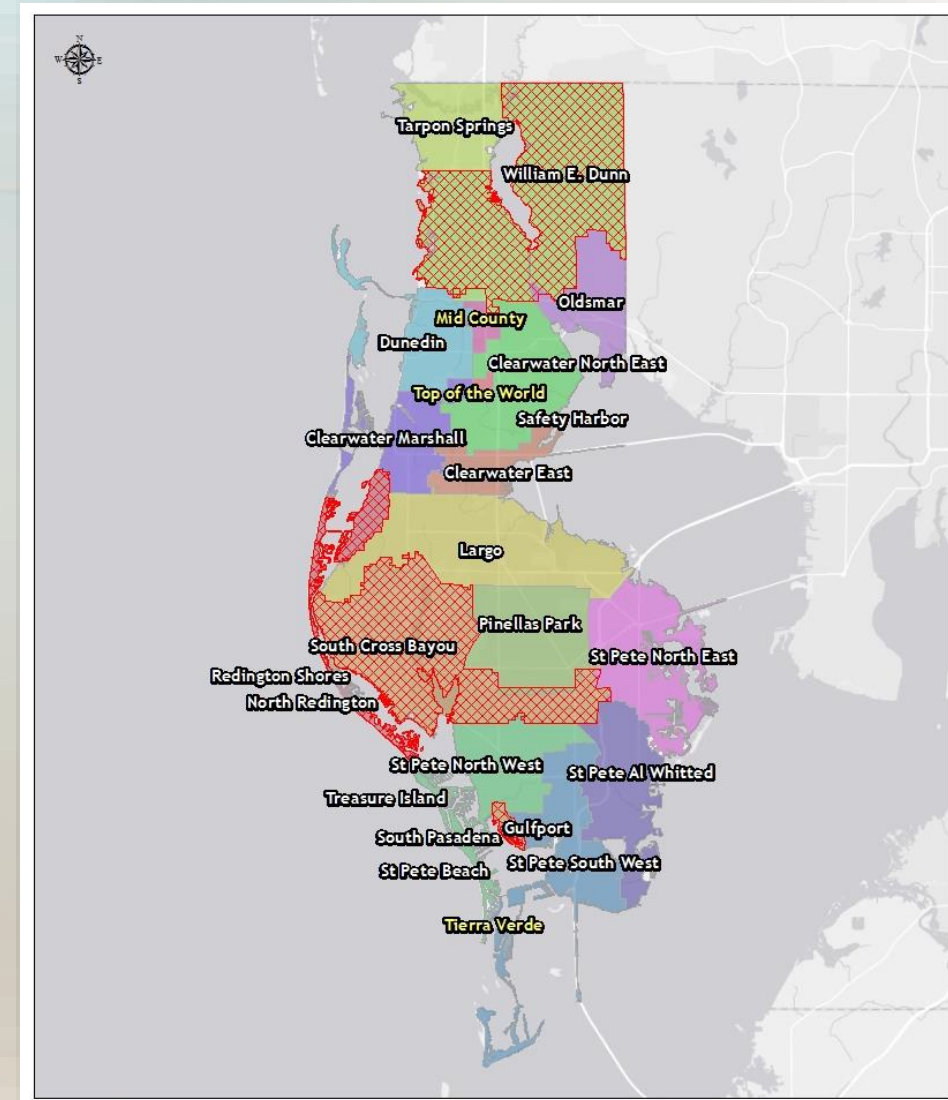 N
W E
S
Tarpon Springs
William E. Dunn
Oldsmar
Mid County
Dunedin
Clearwater North East
Top of the World
Safety Harbor
Clearwater Marshall
Clearwater East
Largo
Pinellas Park
South Cross Bayou
St Pete North East
Redington Shores
North Redington
St Pete North West
St Pete Al Whitted
Treasure Island
Gulfport
South Pasadena
St Pete South West
St Pete Beach
Tierra Verde